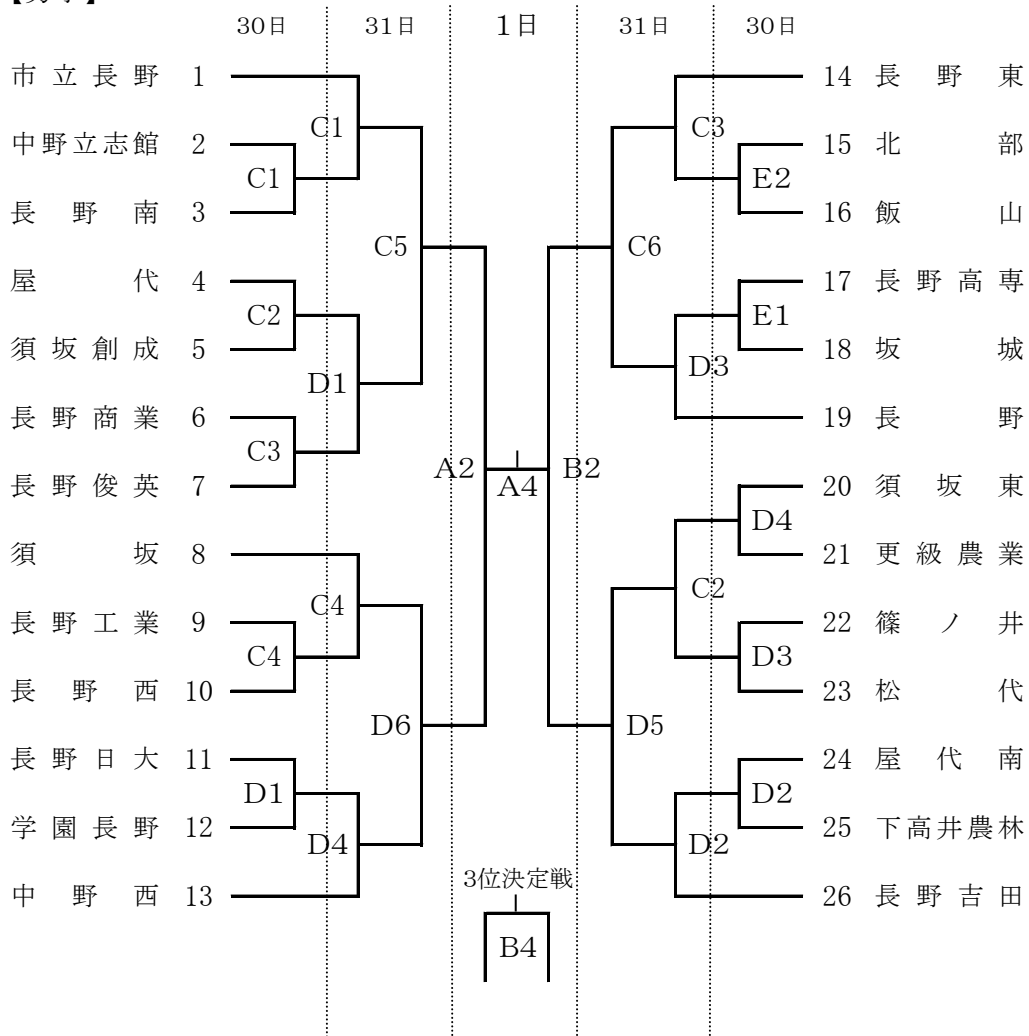 30日 31日 1日 31日 30日
市立長野 1
中野立志館 2
長野南 3
屋代 4
須坂創成 5
長野商業 6
長野俊英 7
須坂 8
長野工業 9
長野西 10
長野日大 11
学園長野 12
中野西 13
C1
C2
C3
C4
D1
C1
D1
C4
D4
C5
D6
A2
A4
B2
C6
D5
C3
D3
C2
D2
E2
E1
D4
D3
D2
14 長野東
15 北部
16 飯山
17 長野高専
18 坂城
19 長野
20 須坂東
21 更級農業
22 篠ノ井
23 松代
24 屋代南
25 下高井農林
26 長野吉田
3位決定戦
B4